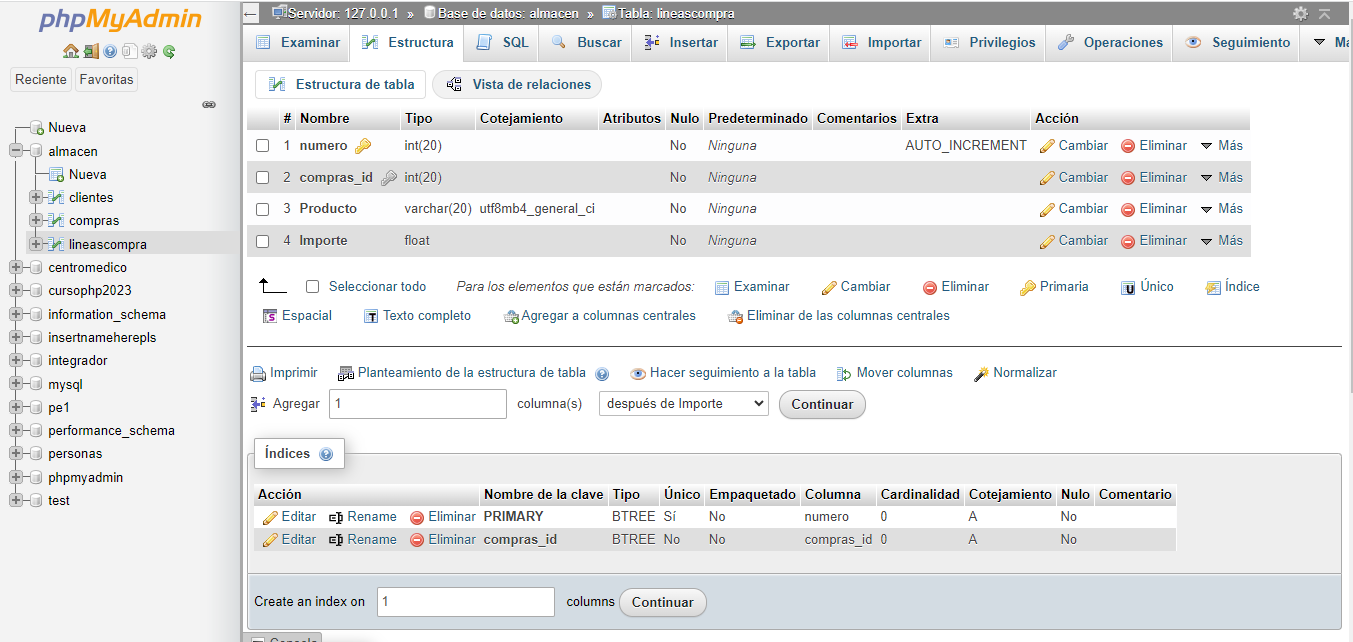 phpMyAdmin
Reciente Favoritas
Nueva
almacen
Nueva
clientes
compras
lineascompra
centromedico
cursophp2023
information_schema
insertnameherepls
integrador
mysql
pe1
performance_schema
personas
phpmyadmin
test
Servidor: 127.0.0.1 » Base de datos: almacen » Tabla: lineascompra
Examinar Estructura SQL Buscar Insertar Exportar Importar Privilegios Operaciones Seguimiento
Estructura de tabla Vista de relaciones
# Nombre Tipo Cotejamiento Atributos Nulo Predeterminado Comentarios Extra Acción
1 numero int(20) No Ninguna AUTO_INCREMENT Cambiar Eliminar Más
2 compras_id int(20) No Ninguna Cambiar Eliminar Más
3 Producto varchar(20) utf8mb4_general_ci No Ninguna Cambiar Eliminar Más
4 Importe float No Ninguna Cambiar Eliminar Más
Seleccionar todo Para los elementos que están marcados: Examinar Cambiar Eliminar Primaria Único Índice
Espacial Texto completo Agregar a columnas centrales Eliminar de las columnas centrales
Imprimir Planteamiento de la estructura de tabla Hacer seguimiento a la tabla Mover columnas Normalizar
Agregar 1 columna(s) después de Importe Continuar
Índices
Acción Nombre de la clave Tipo Único Empaquetado Columna Cardinalidad Cotejamiento Nulo Comentario
Editar Rename Eliminar PRIMARY BTREE Sí No numero 0 A No
Editar Rename Eliminar compras_id BTREE No No compras_id 0 A No
Create an index on 1 columns Continuar